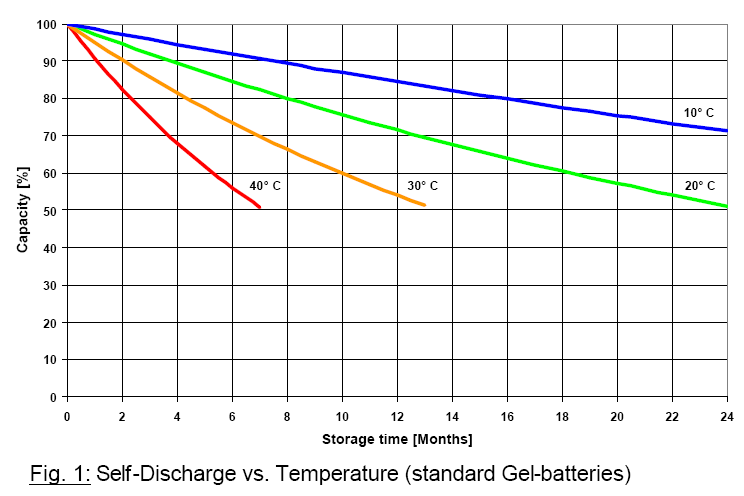 100
90
80
70
60
50
40
30
20
10
0
Capacity [%]
10° C
20° C
30° C
40° C
0 2 4 6 8 10 12 14 16 18 20 22 24
Storage time [Months]
Fig. 1: Self-Discharge vs. Temperature (standard Gel-batteries)